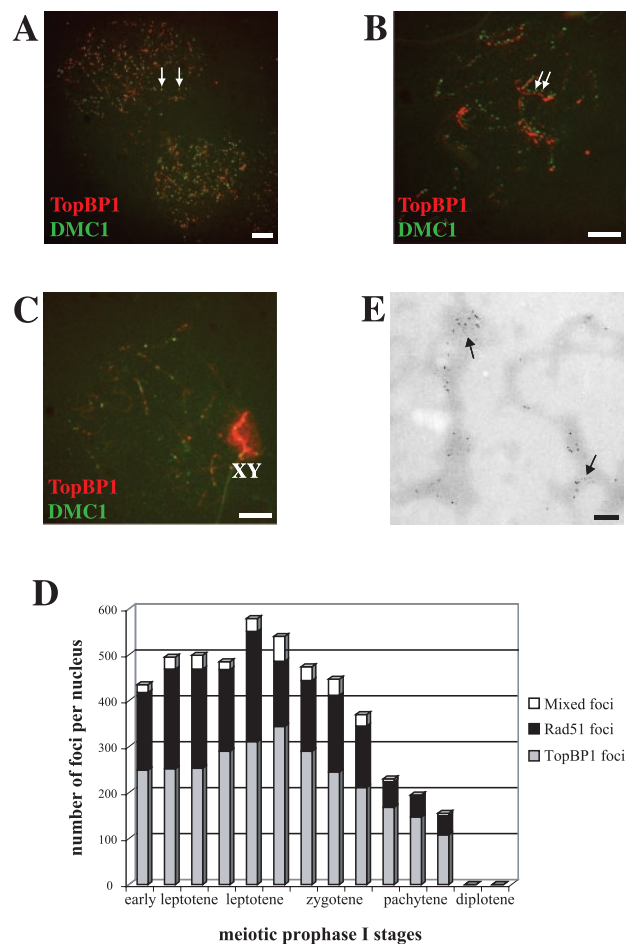 A
TopBP1
DMC1
B
TopBP1
DMC1
C
XY
TopBP1
DMC1
E
D
number of foci per nucleus
600
500
400
300
200
100
0
Mixed foci
Rad51 foci
TopBP1 foci
early leptotene leptotene zygotene pachytene diplotene
meiotic prophase I stages